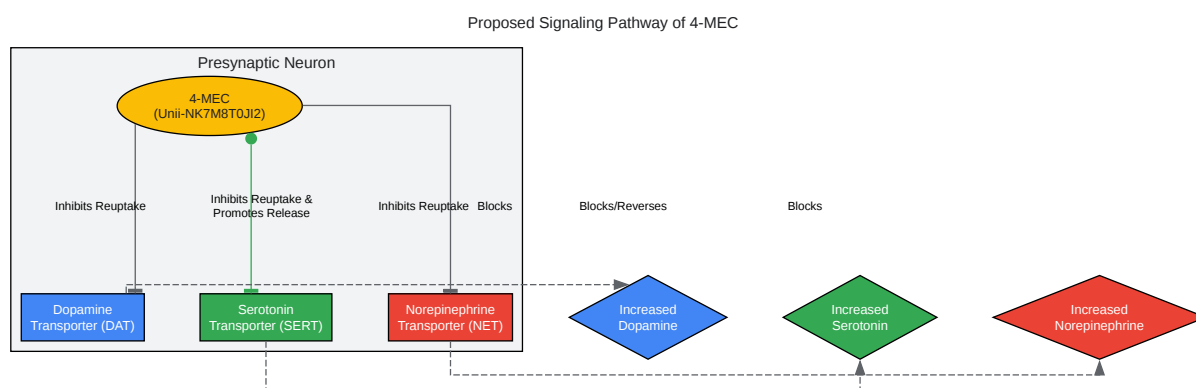 Proposed Signaling Pathway of 4-MEC
Presynaptic Neuron
4-MEC
(Unii-NK7M8T0JI2)
Inhibits Reuptake
Inhibits Reuptake &
Promotes Release
Inhibits Reuptake
Blocks
Blocks/Reverses
Blocks
Dopamine
Transporter (DAT)
Serotonin
Transporter (SERT)
Norepinephrine
Transporter (NET)
Increased
Dopamine
Increased
Serotonin
Increased
Norepinephrine